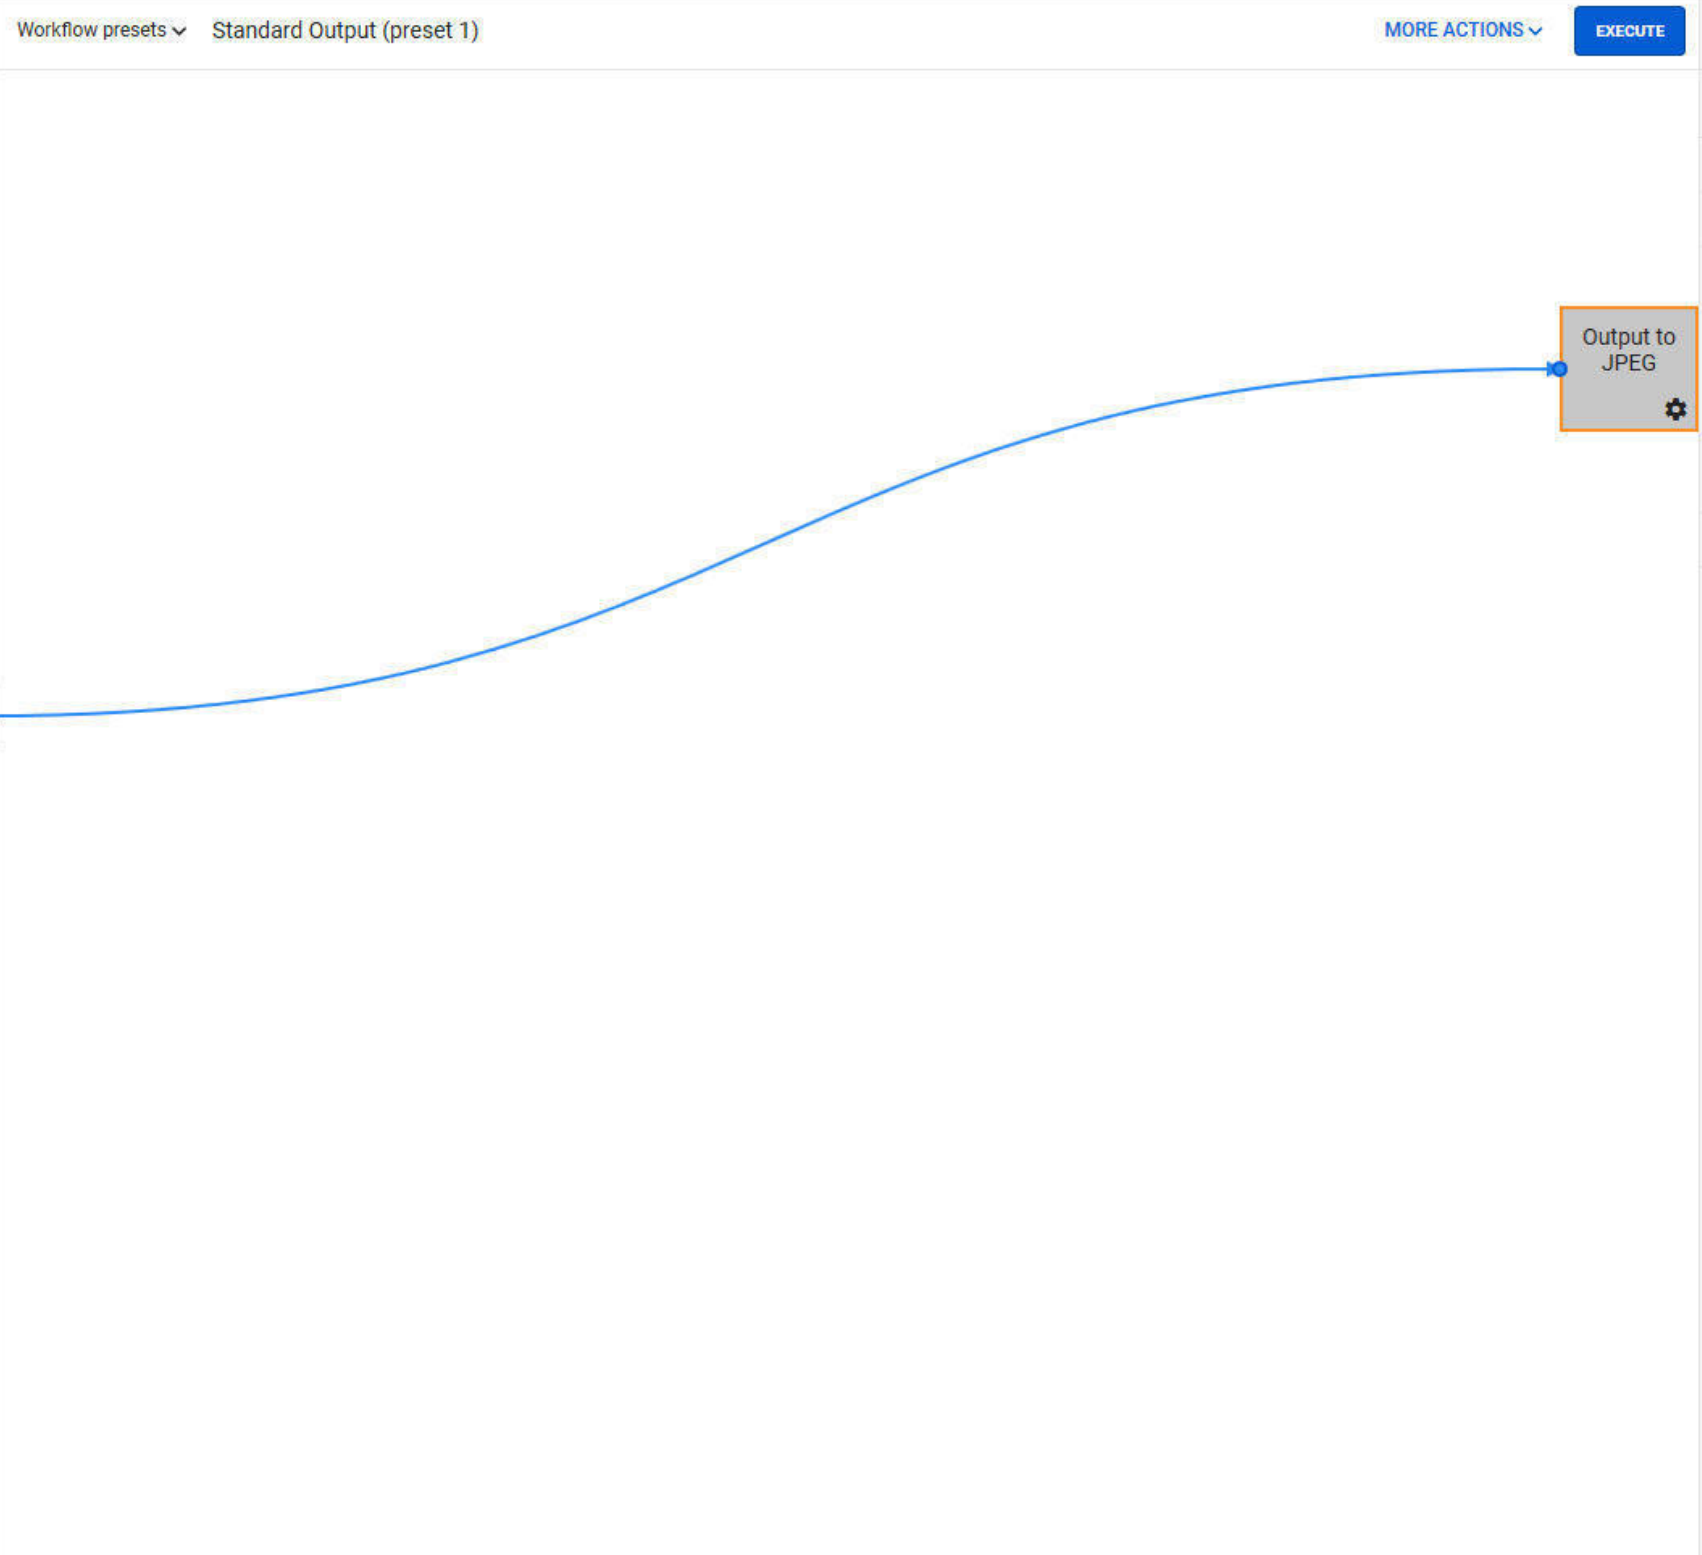 Workflow presets Standard Output (preset 1) MORE ACTIONS EXECUTE
Output to
JPEG